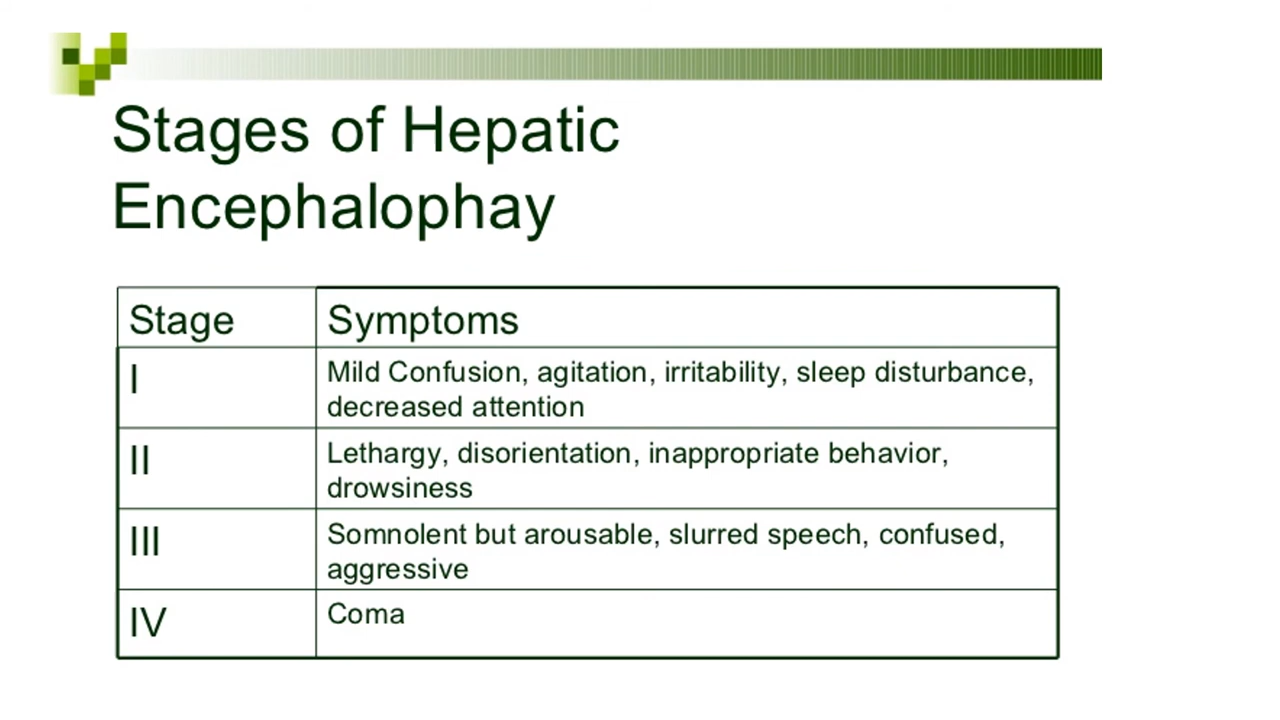 Stages of Hepatic
Encephalophay
Stage Symptoms
I Mild Confusion, agitation, irritability, sleep disturbance,
decreased attention
II Lethargy, disorientation, inappropriate behavior,
drowsiness
III Somnolent but arousable, slurred speech, confused,
aggressive
IV Coma